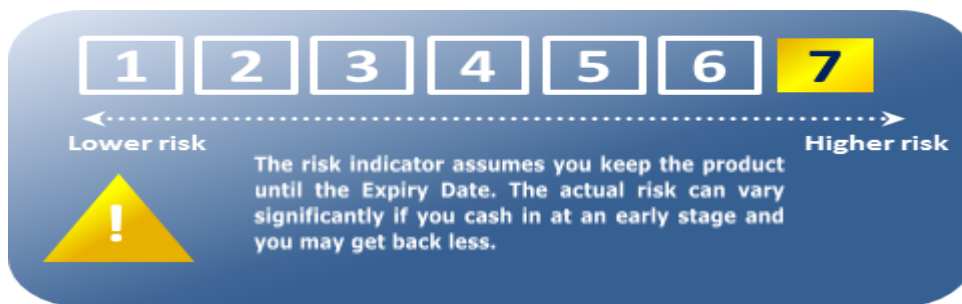 1 2 3 4 5 6 7
Lower risk Higher risk
The risk indicator assumes you keep the product
until the Expiry Date. The actual risk can vary
significantly if you cash in at an early stage and
you may get back less.
!